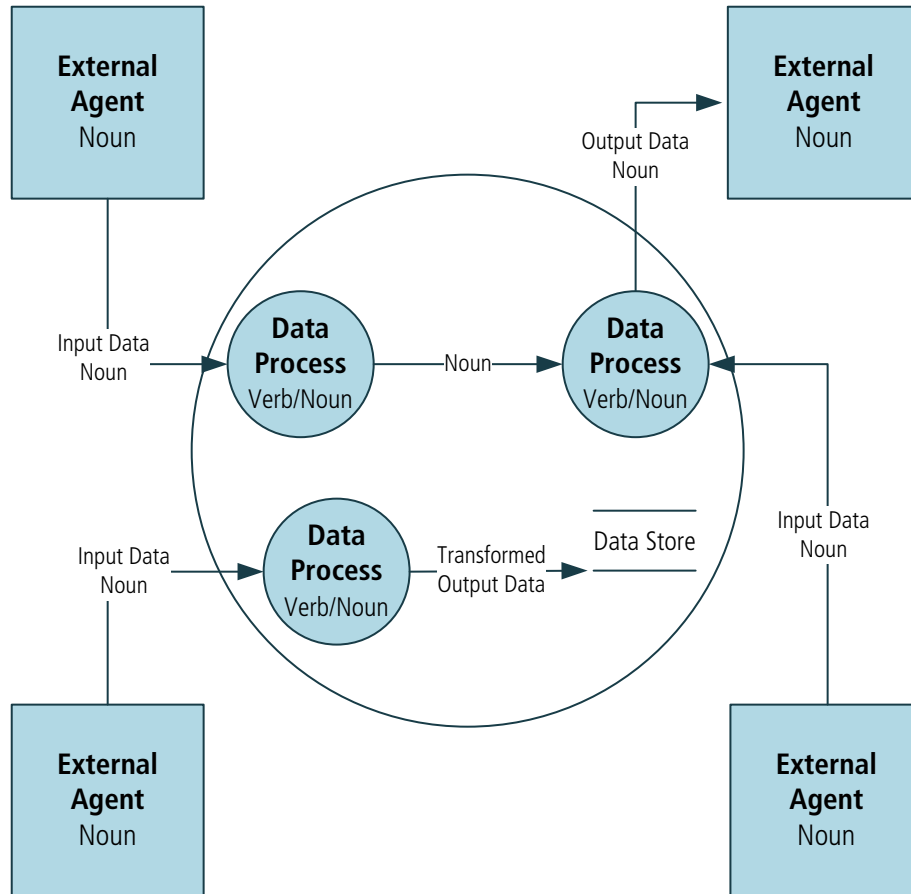 External
Agent
Noun
External
Agent
Noun
Output Data
Noun
Input Data
Noun
Data
Process
Verb/Noun
Noun
Data
Process
Verb/Noun
Input Data
Noun
Data
Process
Verb/Noun
Transformed
Output Data
Data Store
Input Data
Noun
External
Agent
Noun
External
Agent
Noun